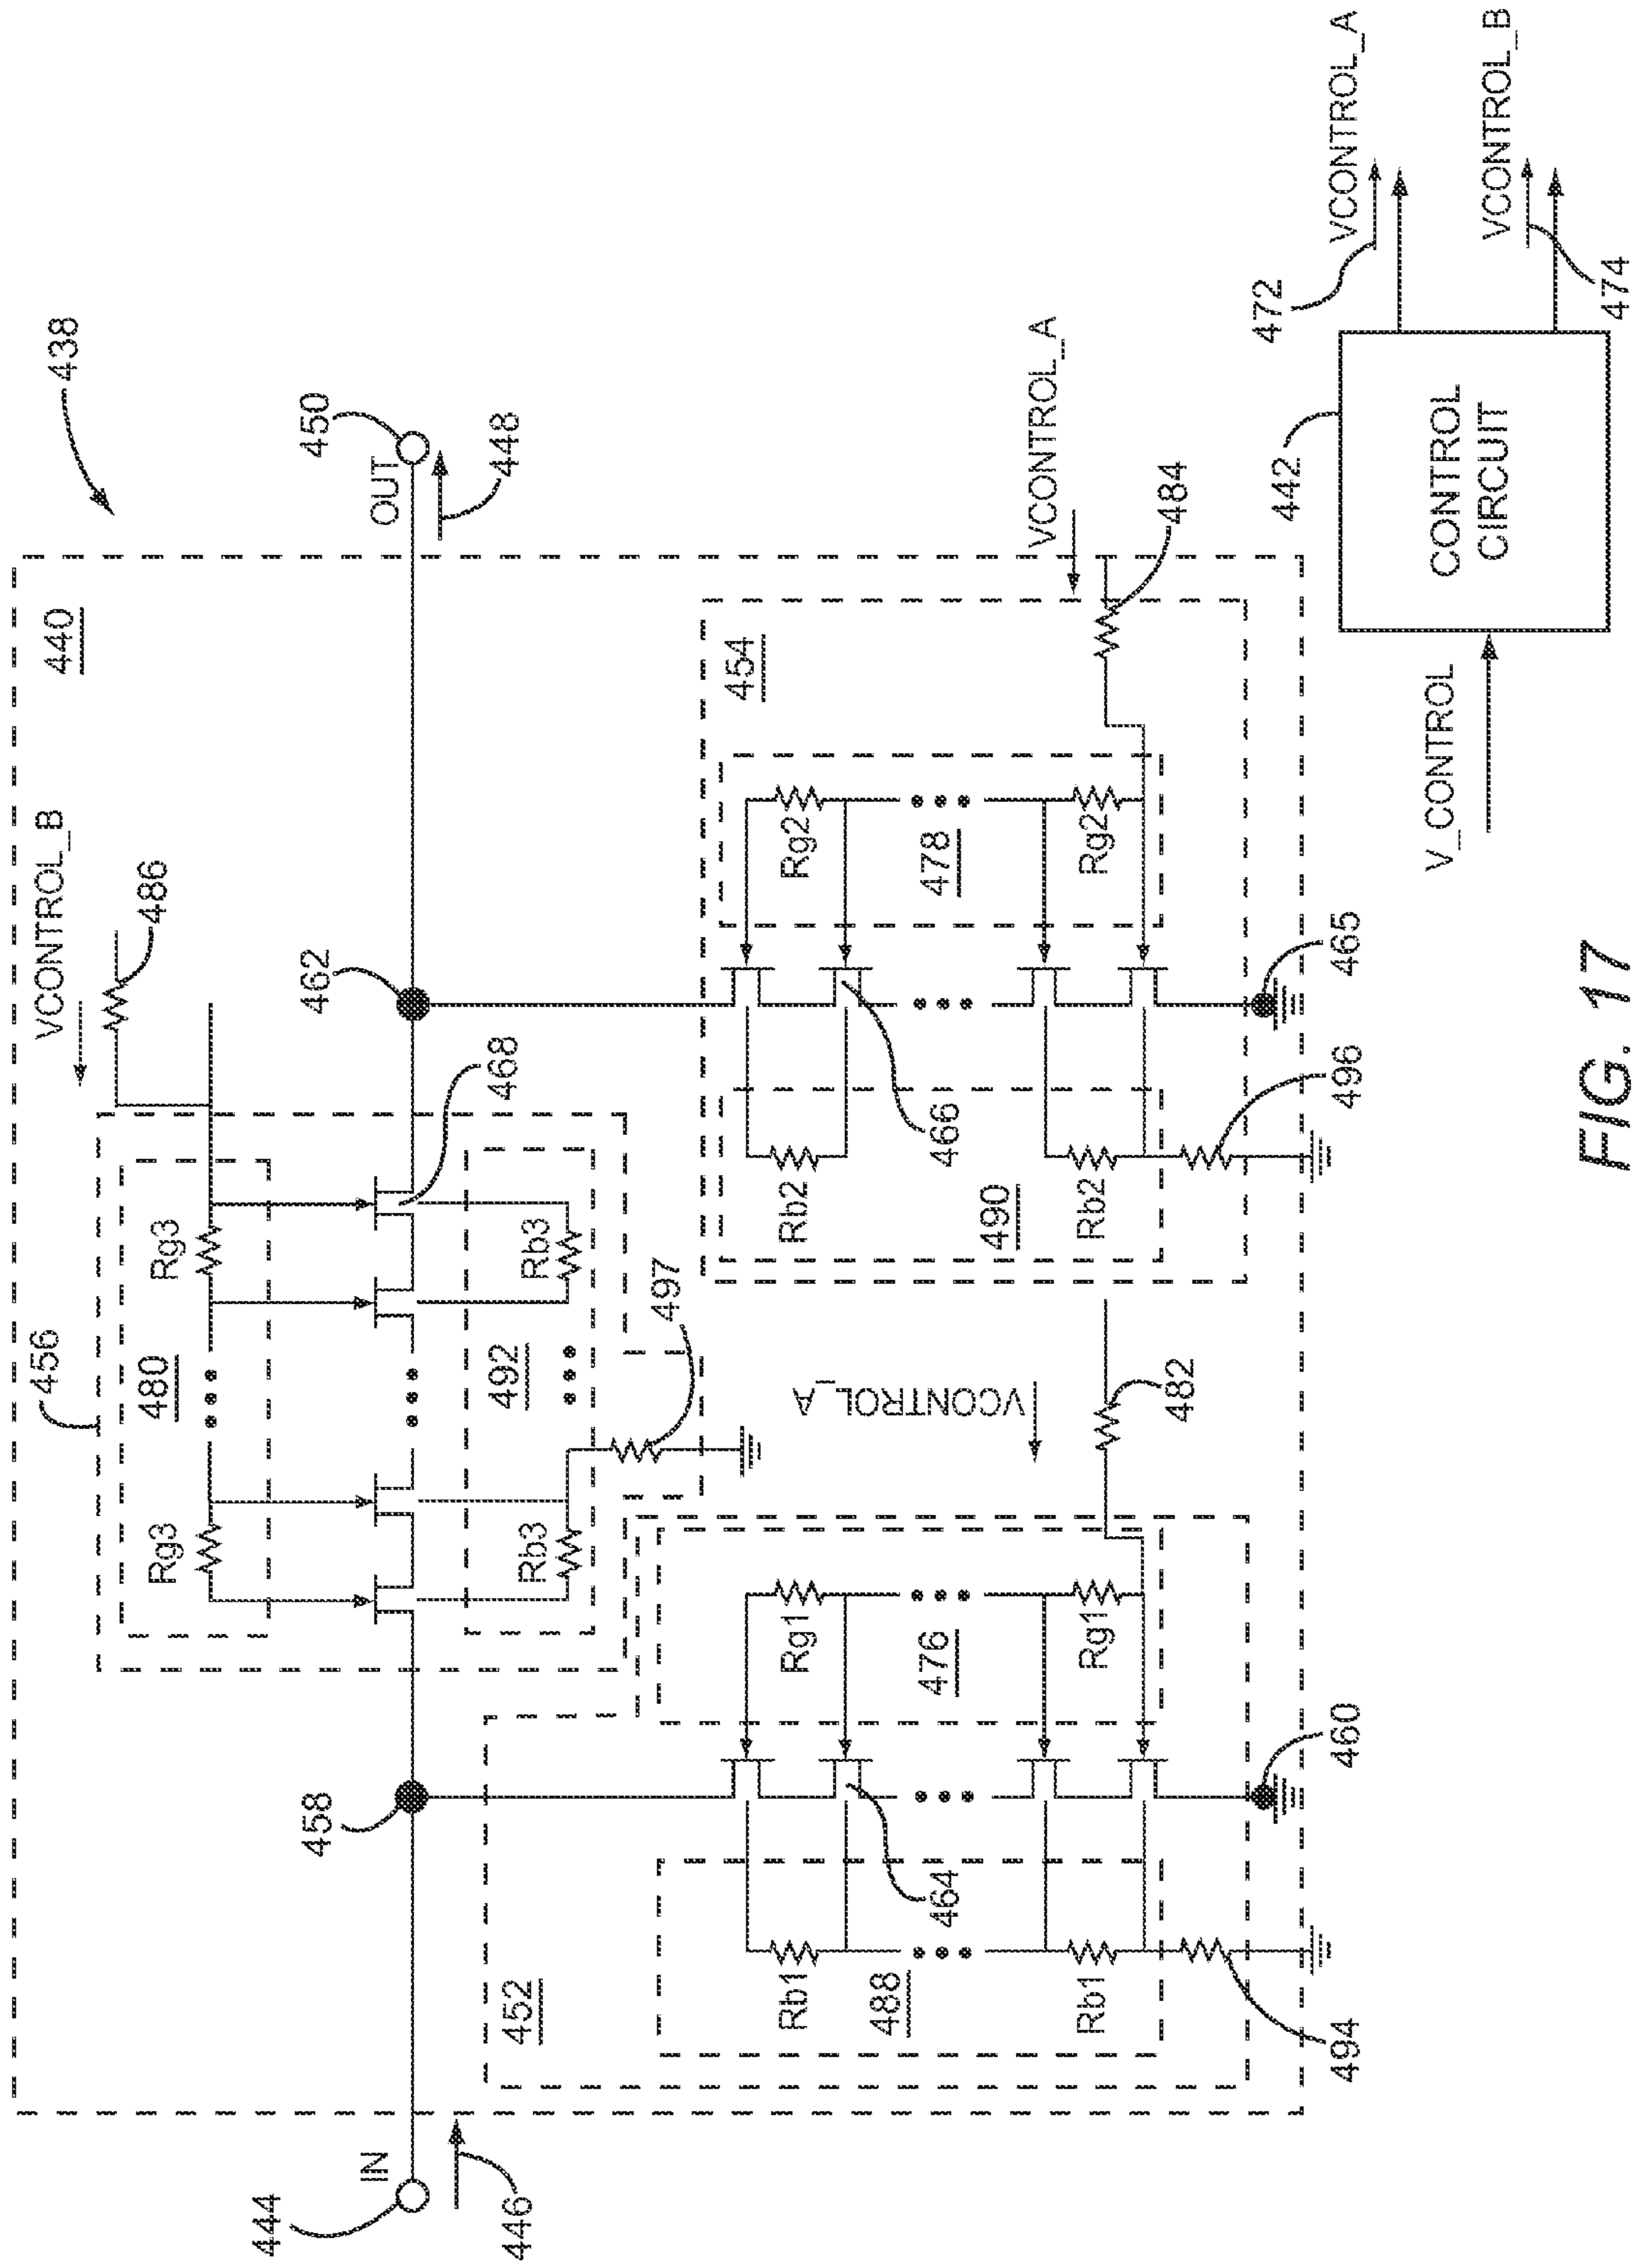 438
440
VCONTROL_B
486
456
480
Rg3
Rg3
468
492
Rb3
Rb3
497
IN
444
446
458
462
OUT
450
448
452
454
VCONTROL_A
484
VCONTROL_A
482
Rb1
488
Rb1
464
Rg1
476
Rg1
Rb2
490
Rb2
466
Rg2
478
Rg2
494
460
496
465
V_CONTROL
442
CONTROL
CIRCUIT
472
VCONTROL_A
VCONTROL_B
474
FIG. 17